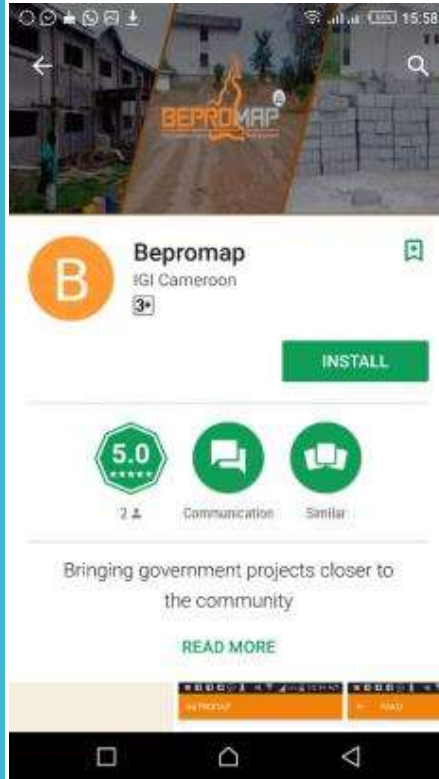 15:58
BEPROMAP
B
Bepromap
IGI Cameroon
3+
INSTALL
5.0
2
Communication
Similar
Bringing government projects closer to
the community
READ MORE